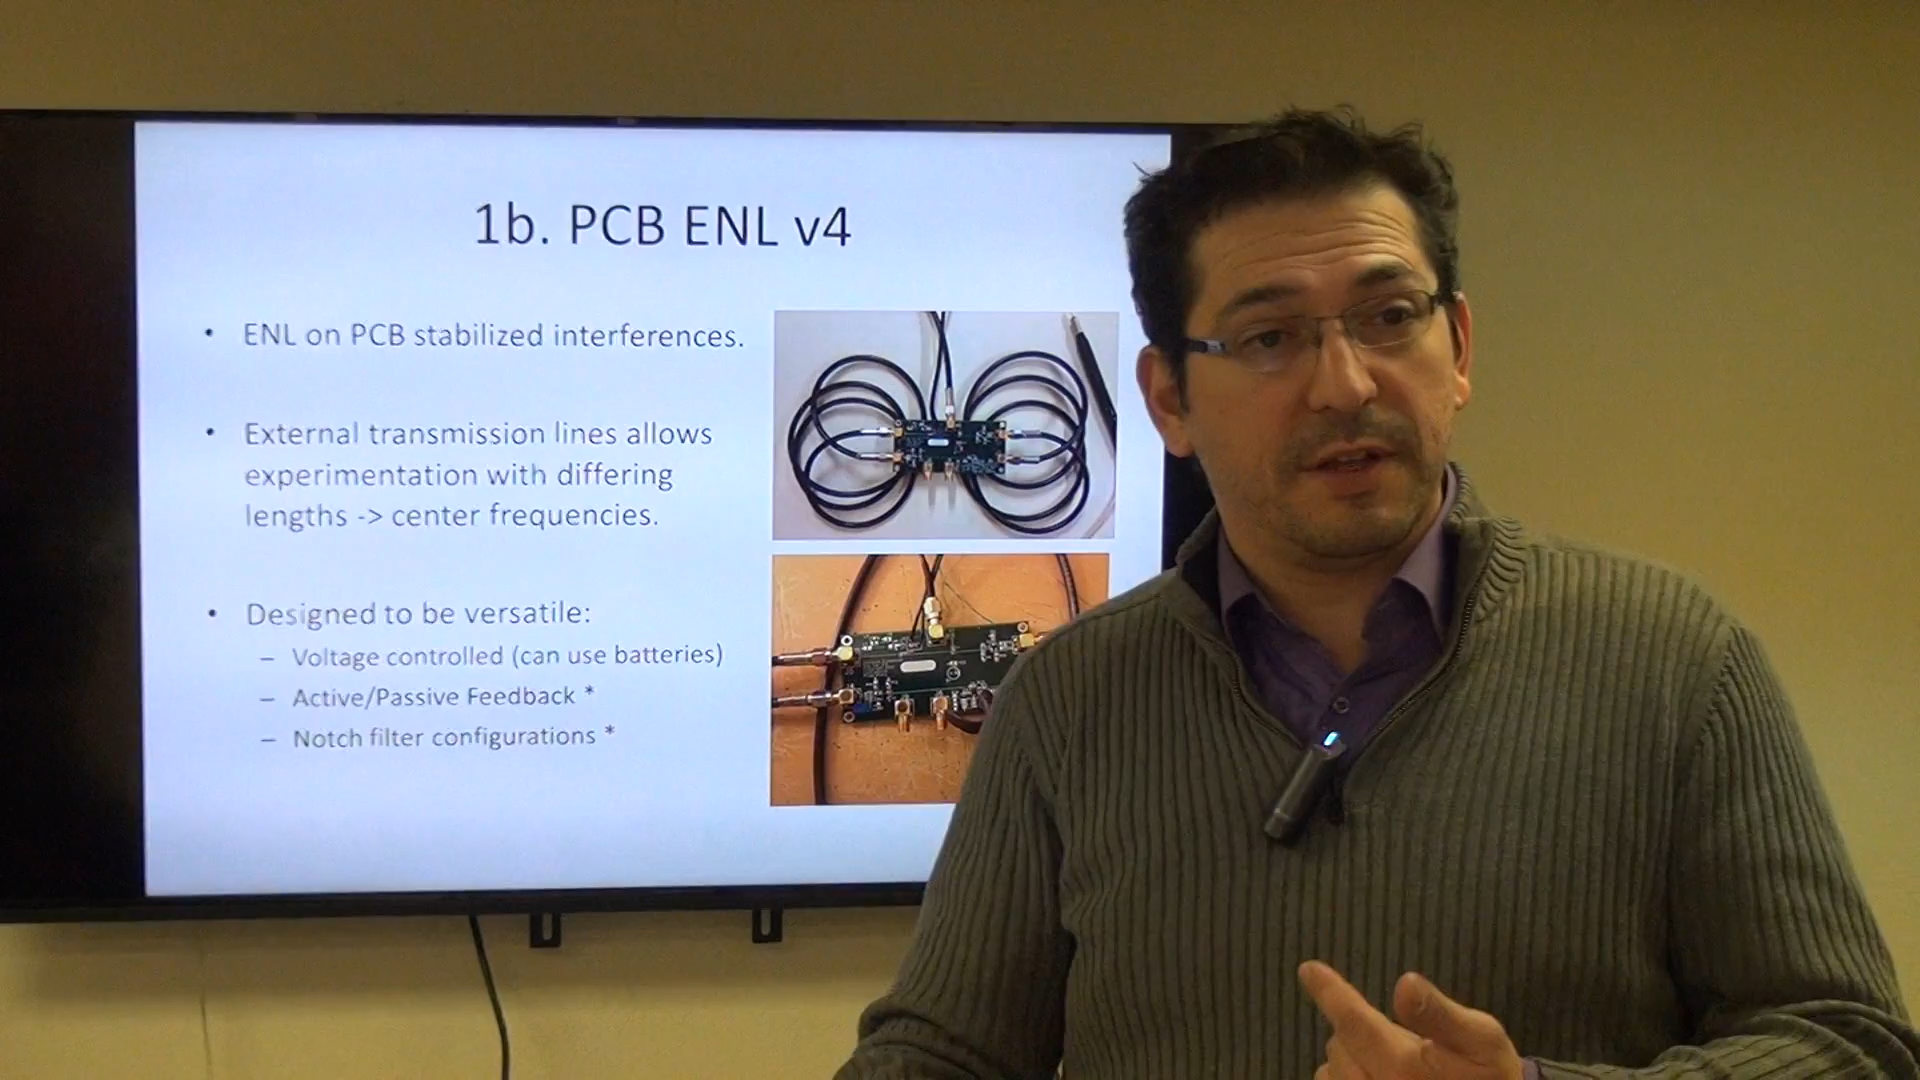 1b. PCB ENL v4
• ENL on PCB stabilized interferences.
• External transmission lines allows
experimentation with differing
lengths -> center frequencies.
• Designed to be versatile:
– Voltage controlled (can use batteries)
– Active/Passive Feedback *
– Notch filter configurations *